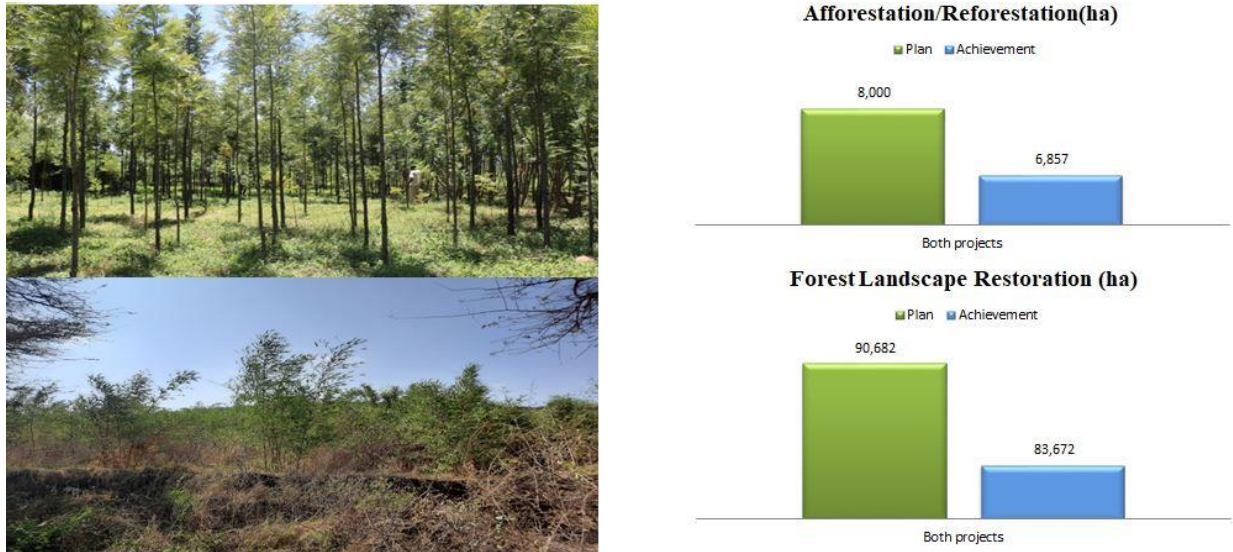 Afforestation/Reforestation(ha)
Plan Achievement
8,000
6,857
Both projects
Forest Landscape Restoration (ha)
Plan Achievement
90,682
83,672
Both projects